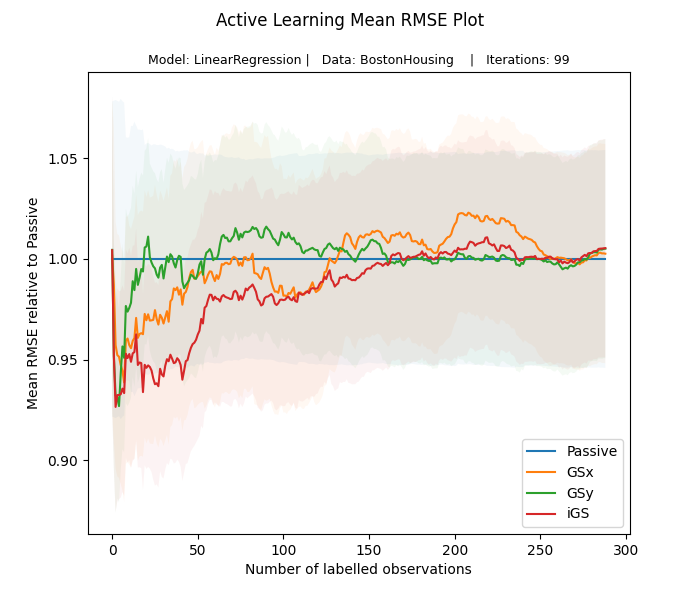 Active Learning Mean RMSE Plot
Model: LinearRegression |   Data: BostonHousing    |   Iterations: 99
Mean RMSE relative to Passive
1.05
1.00
0.95
0.90
Passive
GSx
GSy
iGS
0 50 100 150 200 250 300
Number of labelled observations